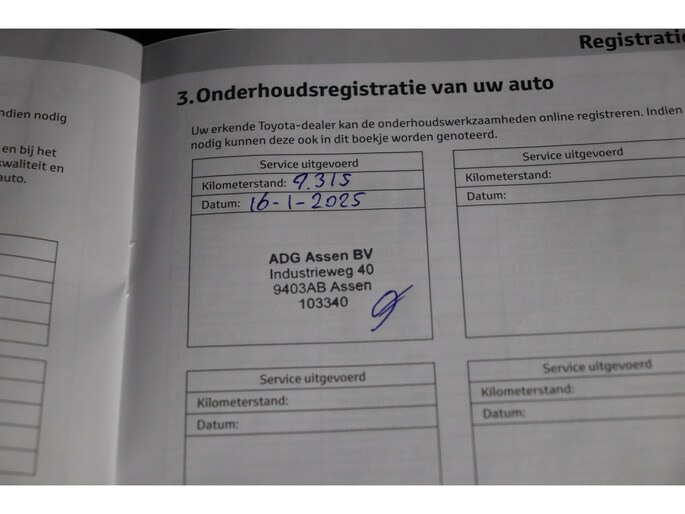 Registratie
3. Onderhoudsregistratie van uw auto
Uw erkende Toyota-dealer kan de onderhoudswerkzaamheden online registreren. Indien
nodig kunnen deze ook in dit boekje worden genoteerd.
Service uitgevoerd
Kilometerstand: 9.315
Datum: 16-1-2025
ADG Assen BV
Industrieweg 40
9403AB Assen
103340
Service uitgevoerd
Kilometerstand:
Datum:
Service uitgevoerd
Kilometerstand:
Datum:
Service uitgevoerd
Kilometerstand:
Datum:
ndien nodig
en bij het
kwaliteit en
auto.